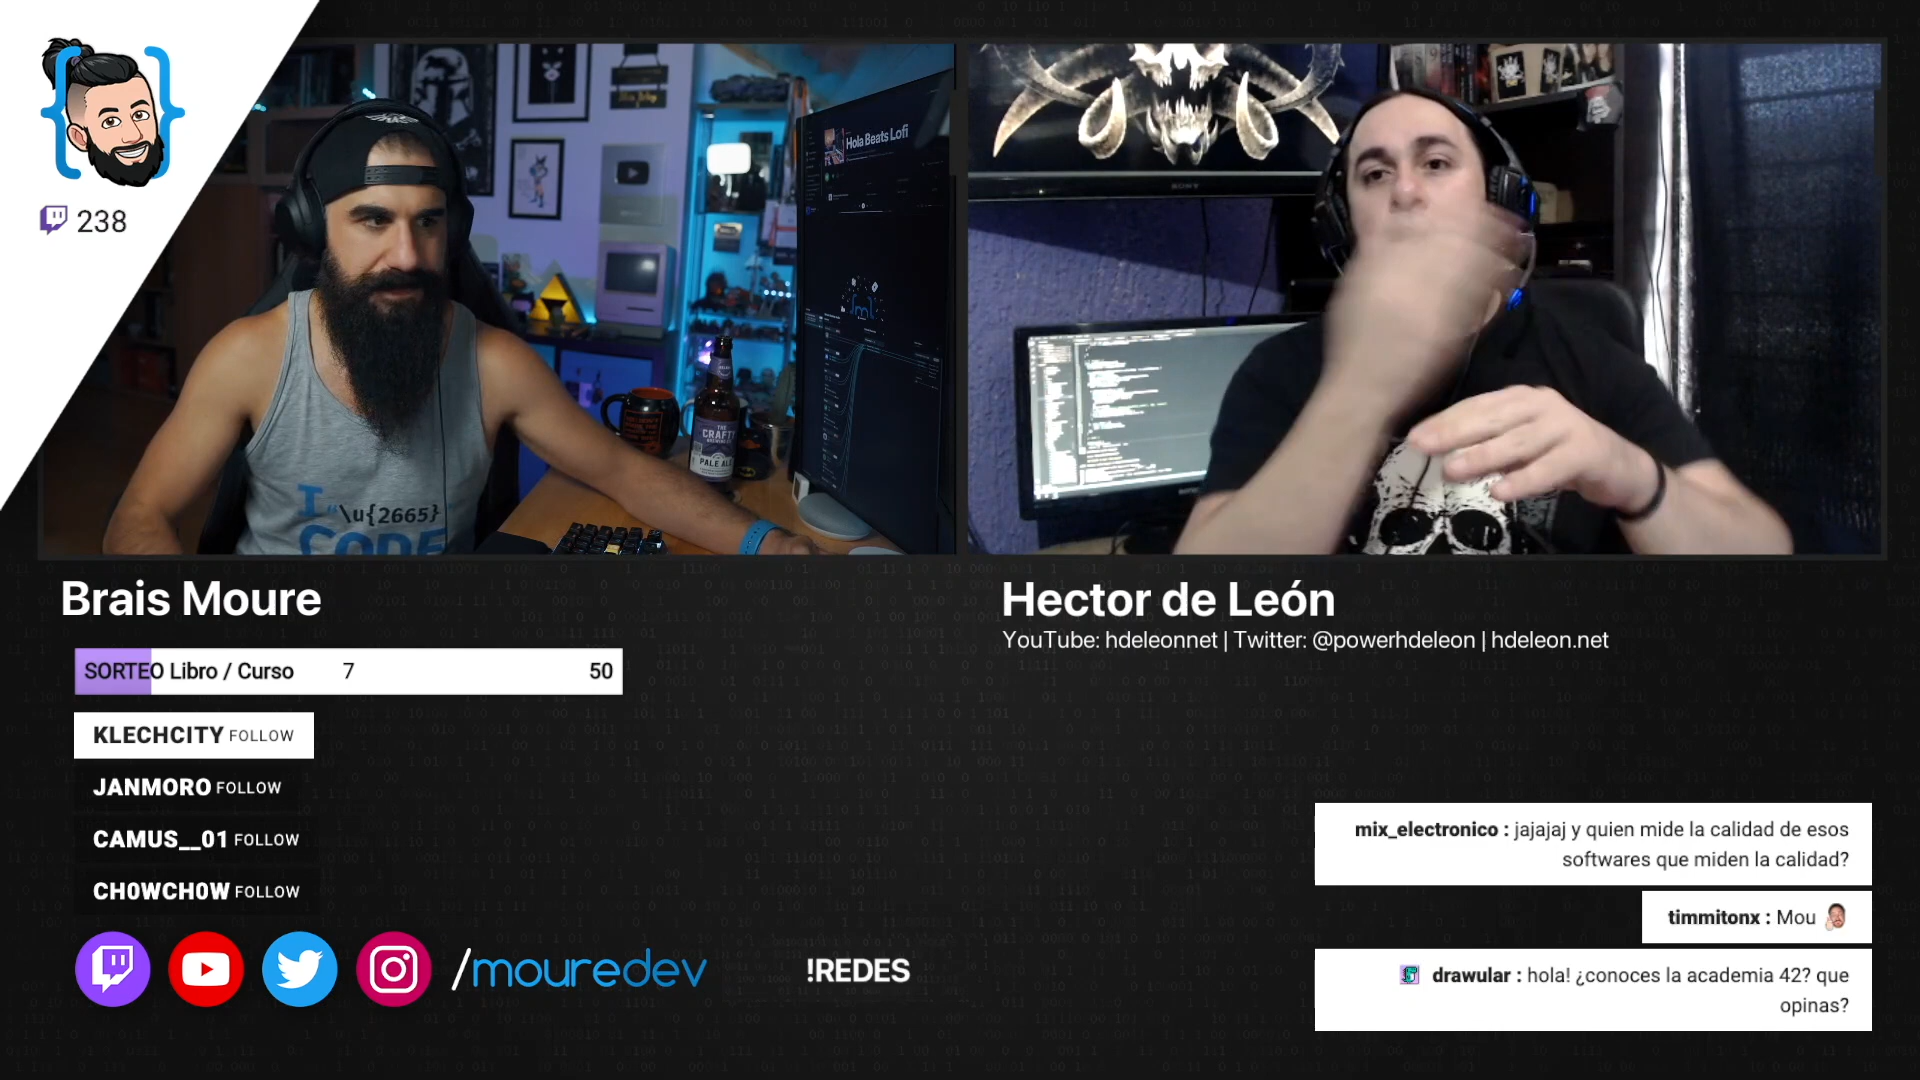 238
Hola Beats Lofi
SONY
THE
CRAFTY
PALE ALE
I "\u{2665}
CODE
Brais Moure
Hector de León
YouTube: hdeleonnet | Twitter: @powerhdeleon | hdeleon.net
SORTEO Libro / Curso 7 50
KLECHCITY FOLLOW
JANMORO FOLLOW
CAMUS__01 FOLLOW
CH0WCH0W FOLLOW
mix_electronico : jajajaj y quien mide la calidad de esos
softwares que miden la calidad?
timmitonx : Mou
drawular : hola! ¿conoces la academia 42? que
opinas?
/mouredev
!REDES